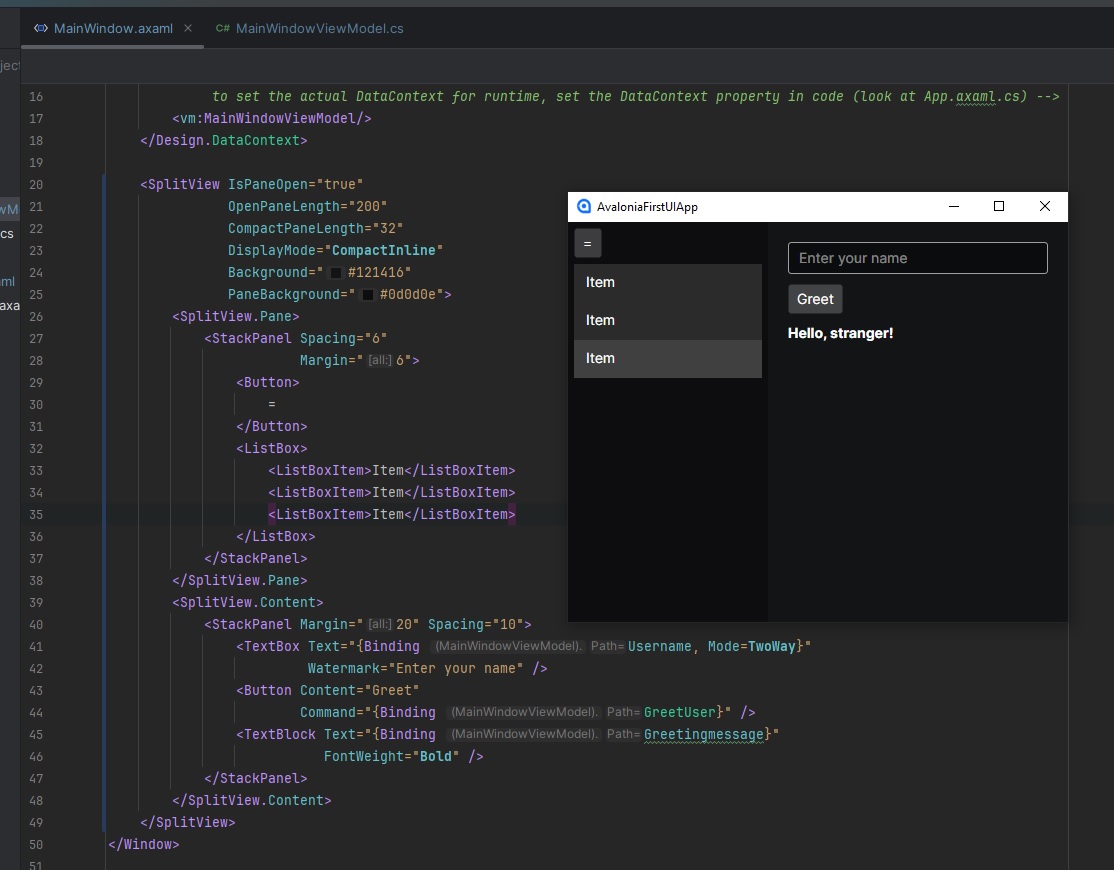 MainWindow.axaml
C# MainWindowViewModel.cs
jec
wM
cs
ml
axa
16 to set the actual DataContext for runtime, set the DataContext property in code (look at App.axaml.cs) -->
17 <vm:MainWindowViewModel/>
18 </Design.DataContext>
19
20 <SplitView IsPaneOpen="true"
21 OpenPaneLength="200"
22 CompactPaneLength="32"
23 DisplayMode="CompactInline"
24 Background="#121416"
25 PaneBackground="#0d0d0e">
26 <SplitView.Pane>
27 <StackPanel Spacing="6"
28 Margin="[all:]6">
29 <Button>
30 =
31 </Button>
32 <ListBox>
33 <ListBoxItem>Item</ListBoxItem>
34 <ListBoxItem>Item</ListBoxItem>
35 <ListBoxItem>Item</ListBoxItem>
36 </ListBox>
37 </StackPanel>
38 </SplitView.Pane>
39 <SplitView.Content>
40 <StackPanel Margin="[all:]20" Spacing="10">
41 <TextBox Text="{Binding (MainWindowViewModel). Path=Username, Mode=TwoWay}"
42 Watermark="Enter your name" />
43 <Button Content="Greet"
44 Command="{Binding (MainWindowViewModel). Path=GreetUser}" />
45 <TextBlock Text="{Binding (MainWindowViewModel). Path=Greetingmessage}"
46 FontWeight="Bold" />
47 </StackPanel>
48 </SplitView.Content>
49 </SplitView>
50 </Window>
51
AvaloniaFirstUIApp
=
Item
Item
Item
Enter your name
Greet
Hello, stranger!